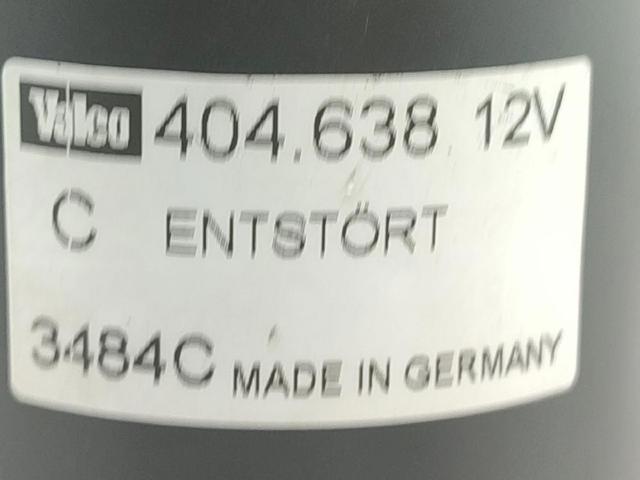 Valeo 404.638 12V
C ENTSTÖRT
3484C MADE IN GERMANY